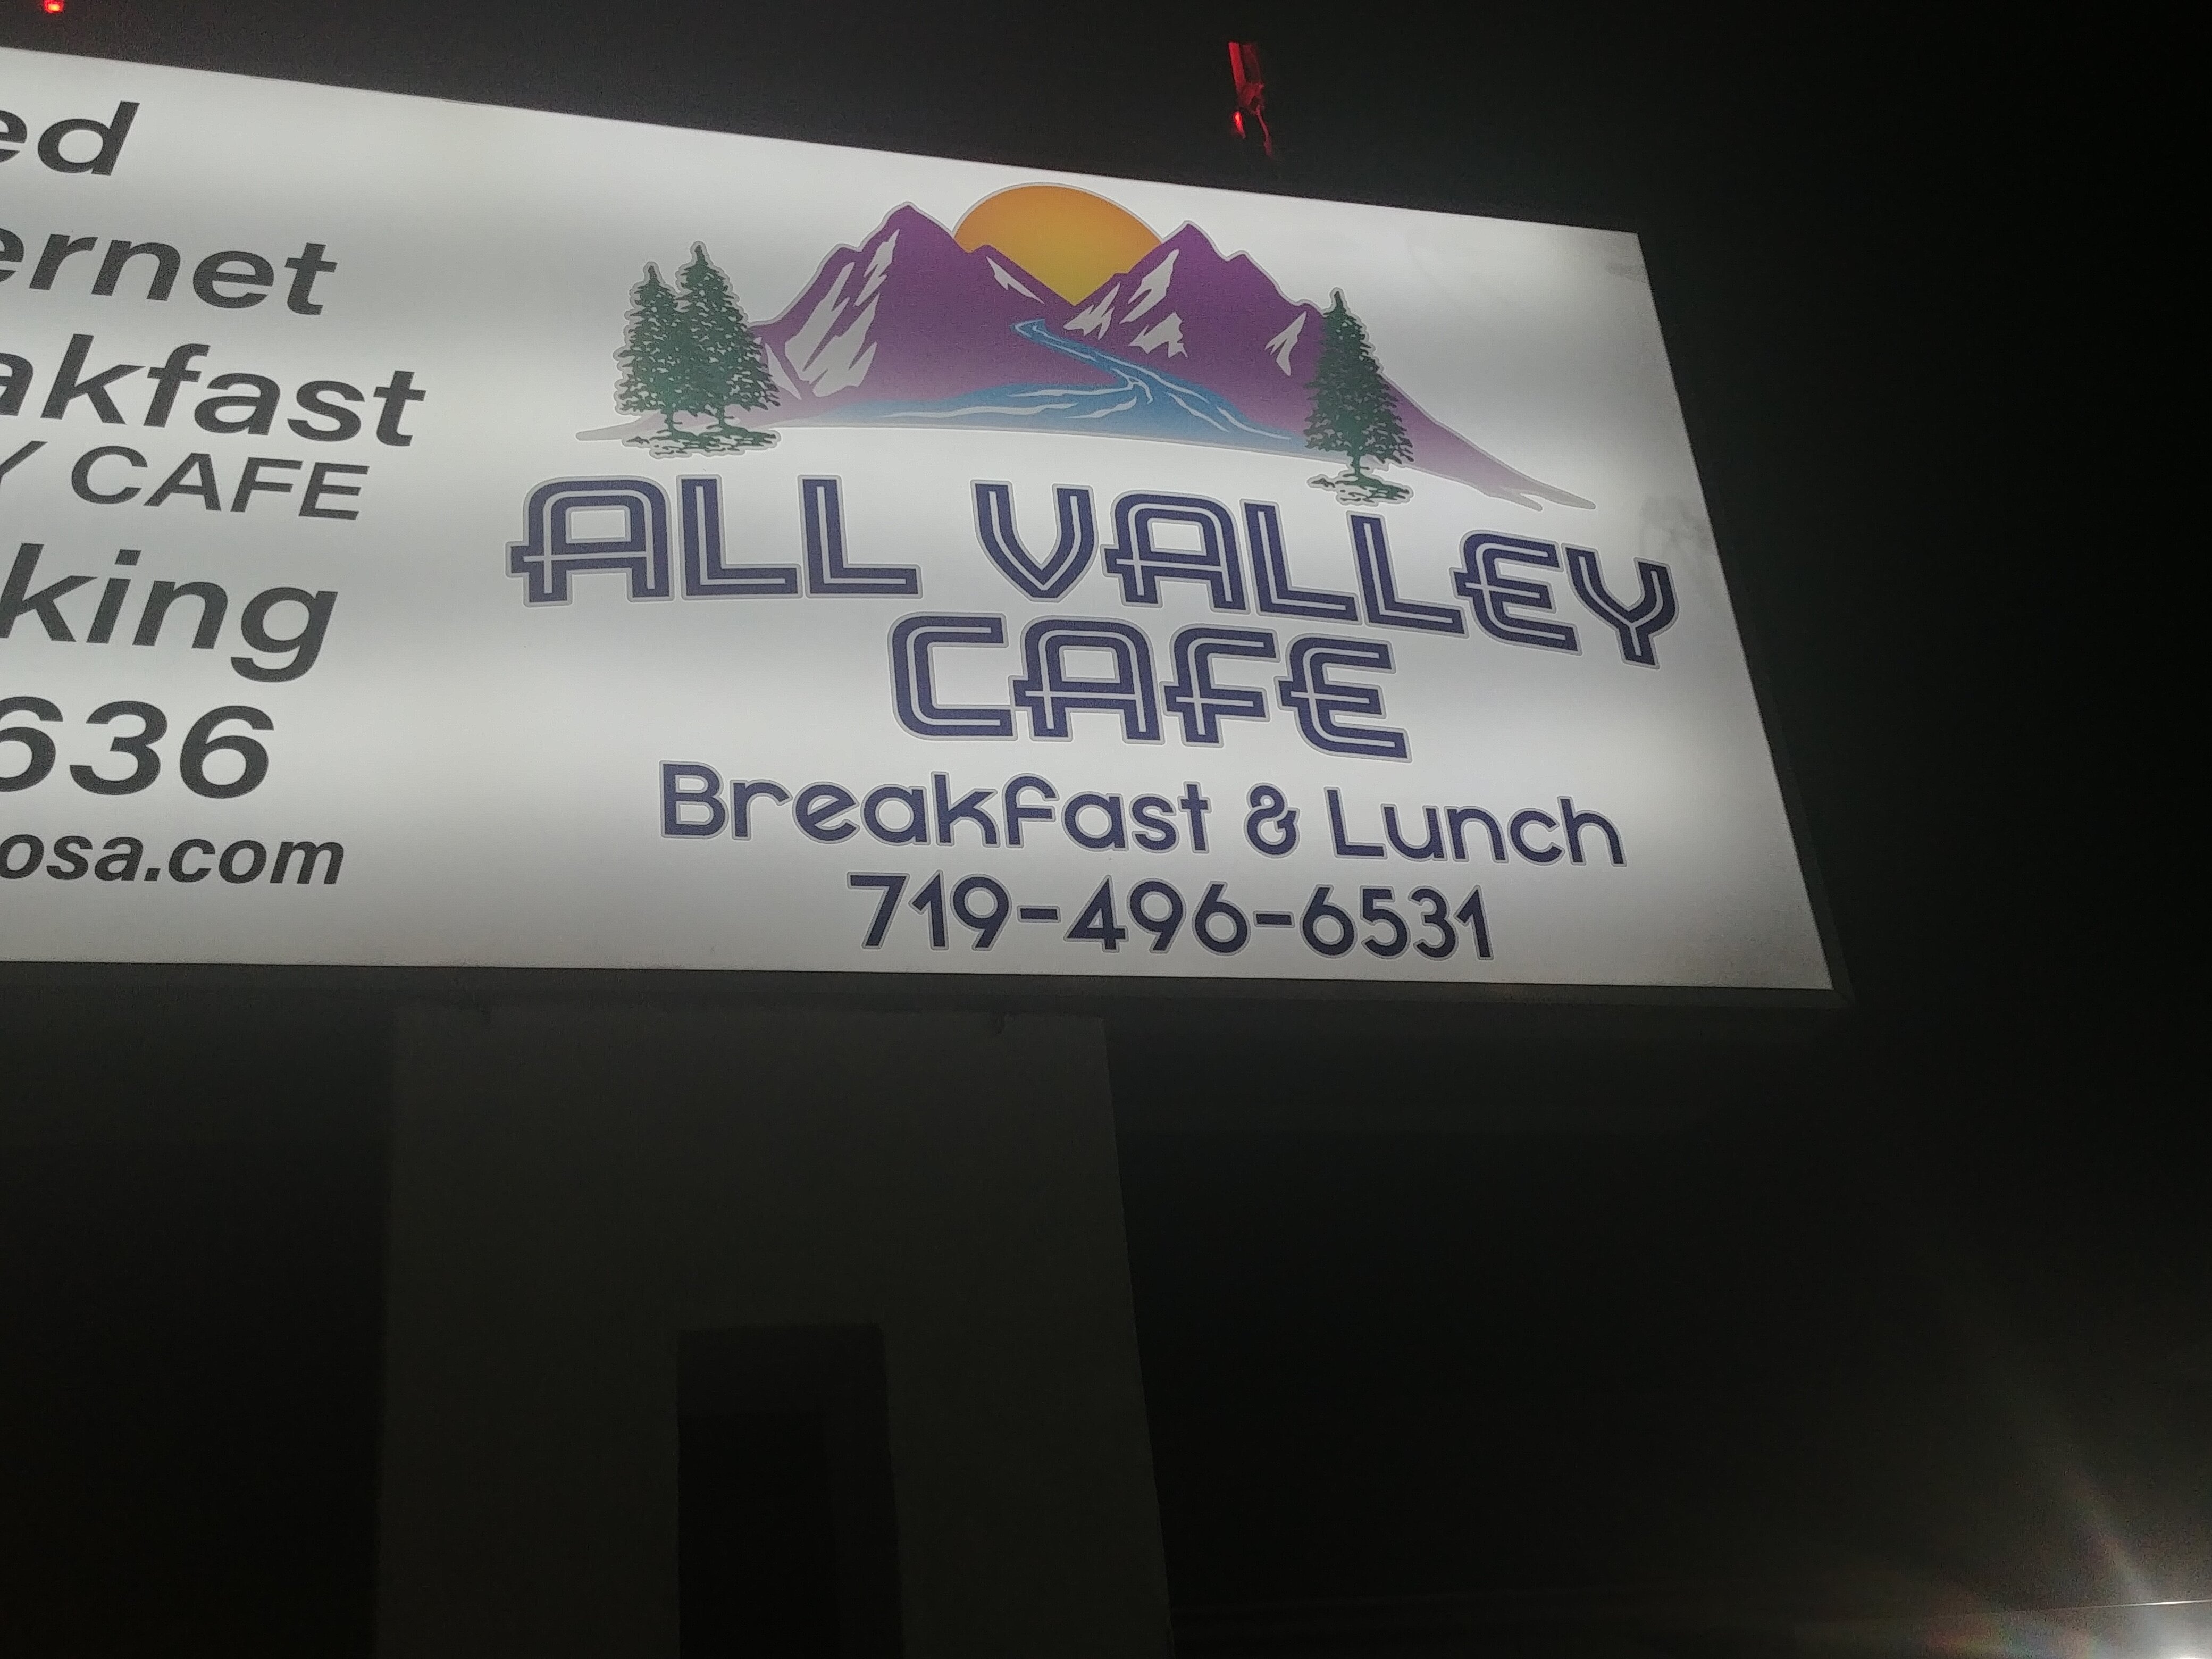 ed
ernet
akfast
Y CAFE
king
636
osa.com
ALL VALLEY
CAFE
Breakfast & Lunch
719-496-6531